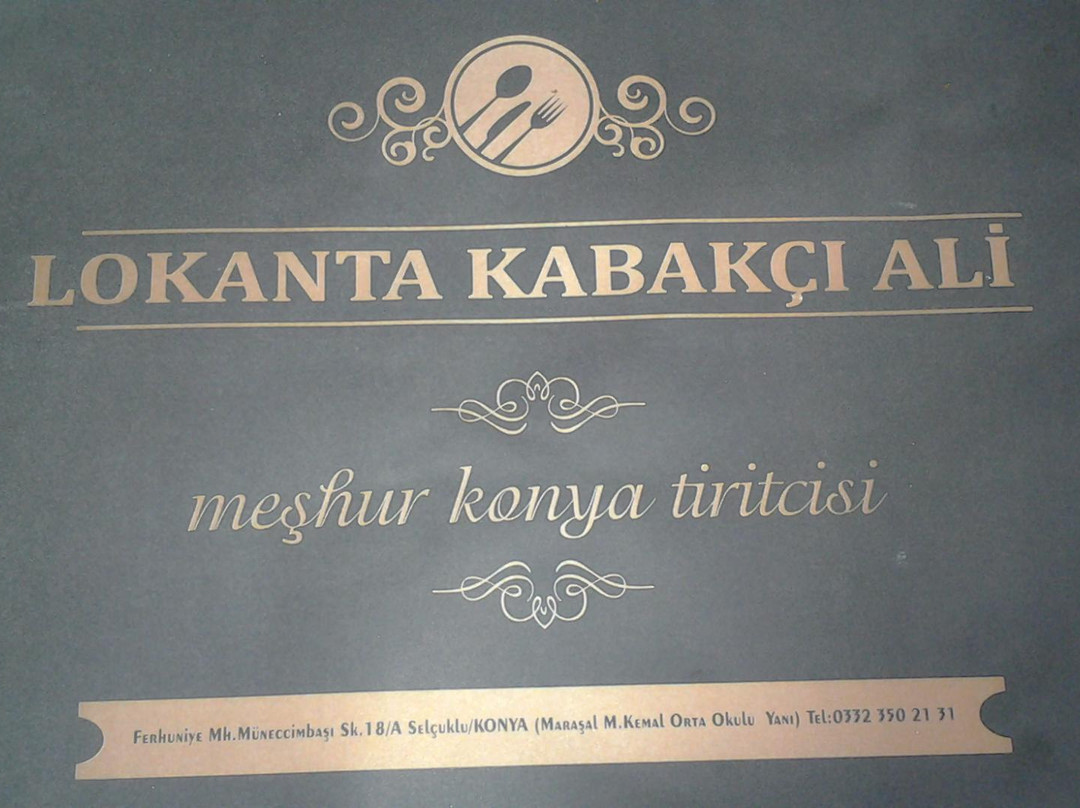 LOKANTA KABAKÇI ALİ
meşhur konya tiritcisi
Ferhuniye Mh.Müneccimbaşı Sk.18/A Selçuklu/KONYA (Maraşal M.Kemal Orta Okulu Yanı) Tel:0332 350 21 31